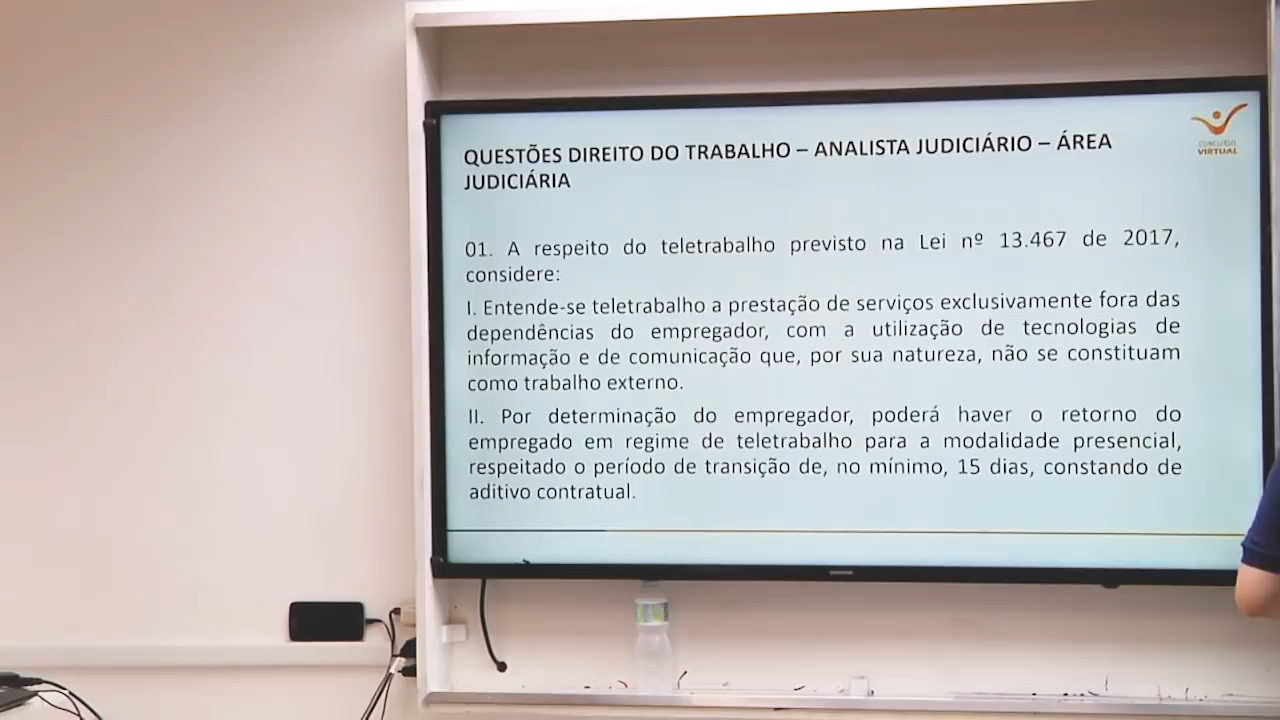 QUESTÕES DIREITO DO TRABALHO – ANALISTA JUDICIÁRIO – ÁREA
JUDICIÁRIA
CONCURSO
VIRTUAL
01. A respeito do teletrabalho previsto na Lei nº 13.467 de 2017,
considere:
I. Entende-se teletrabalho a prestação de serviços exclusivamente fora das
dependências do empregador, com a utilização de tecnologias de
informação e de comunicação que, por sua natureza, não se constituam
como trabalho externo.
II. Por determinação do empregador, poderá haver o retorno do
empregado em regime de teletrabalho para a modalidade presencial,
respeitado o período de transição de, no mínimo, 15 dias, constando de
aditivo contratual.